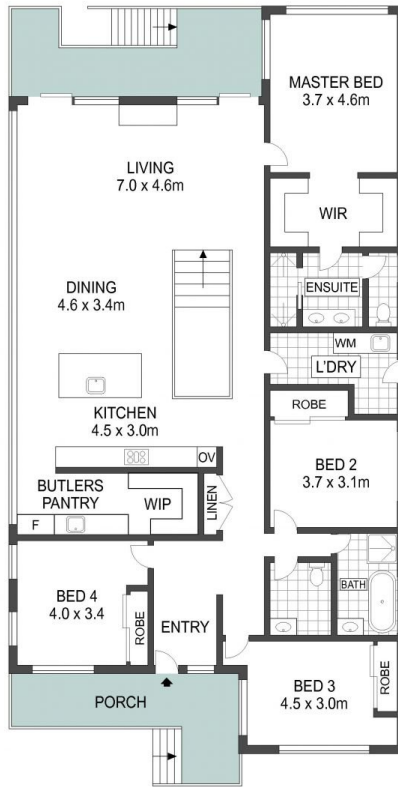 MASTER BED
3.7 x 4.6m
LIVING
7.0 x 4.6m
WIR
DINING
4.6 x 3.4m
ENSUITE
WM
L'DRY
ROBE
KITCHEN
4.5 x 3.0m
OV
BED 2
3.7 x 3.1m
BUTLERS
PANTRY
WIP
LINEN
F
BED 4
4.0 x 3.4
ROBE
ENTRY
BATH
PORCH
BED 3
4.5 x 3.0m
ROBE